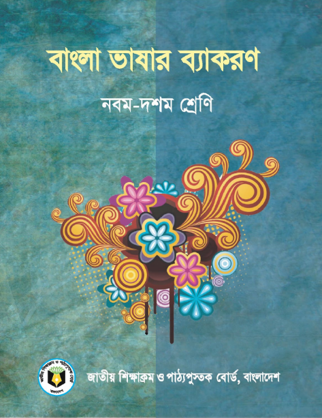 বাংলা ভাষার ব্যাকরণ
নবম-দশম শ্রেণি
জাতীয় শিক্ষাক্রম ও পাঠ্যপুস্তক বোর্ড, বাংলাদেশ